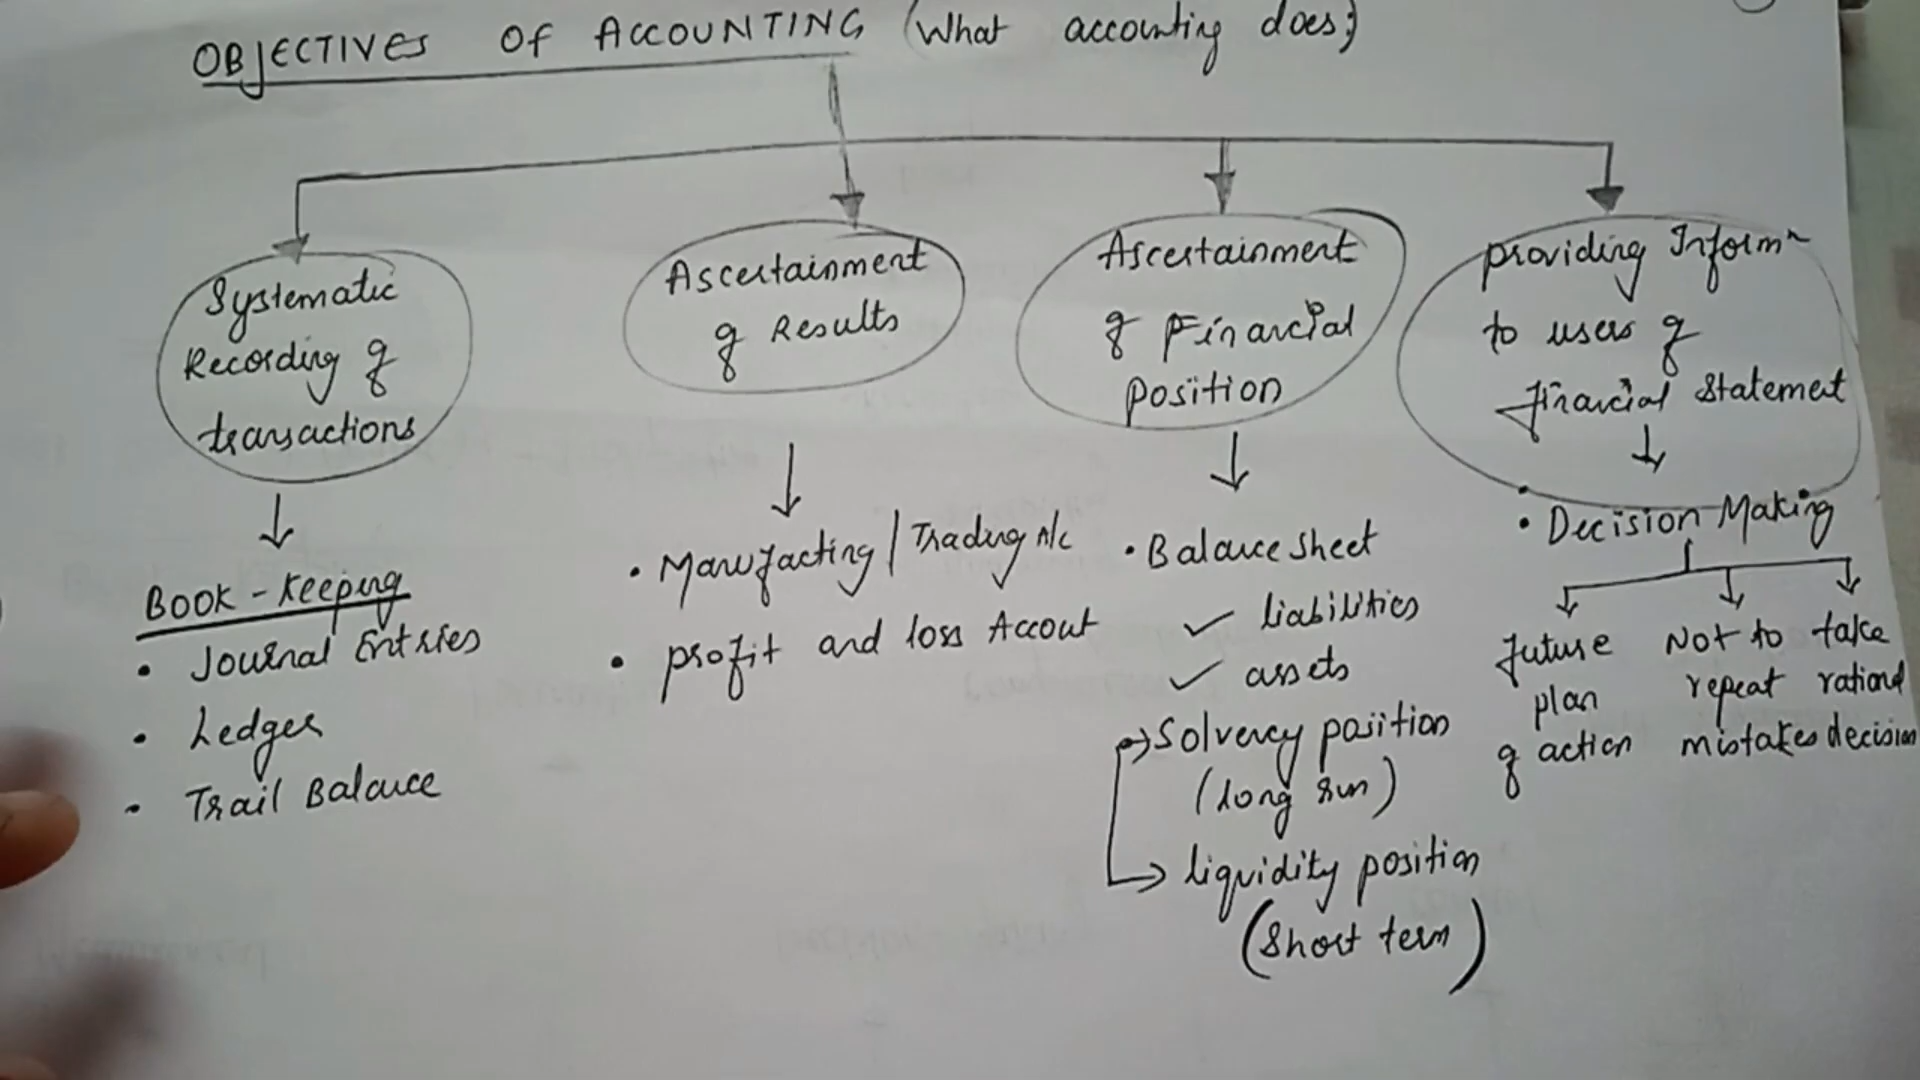 OBJECTIVES OF ACCOUNTING (What accounting does;)
Systematic
Recording of
transactions
Book - Keeping
• Journal Entries
• Ledger
• Trail Balance
Ascertainment
of Results
• Manufacting / Trading A/c
• profit and loss Accout
Ascertainment
of Financial
position
• Balance sheet
✓ liabilities
✓ assets
→ Solvency position
(long run)
→ liquidity position
(short term)
providing Informⁿ
to users of
financial statemet
• Decision Making
future
plan
of action
Not to
repeat
mistakes
take
rational
decision